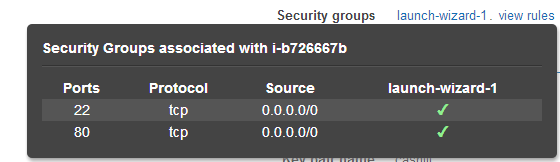 Security groups launch-wizard-1. view rules
Security Groups associated with i-b726667b
Ports Protocol Source launch-wizard-1
22 tcp 0.0.0.0/0 ✔
80 tcp 0.0.0.0/0 ✔